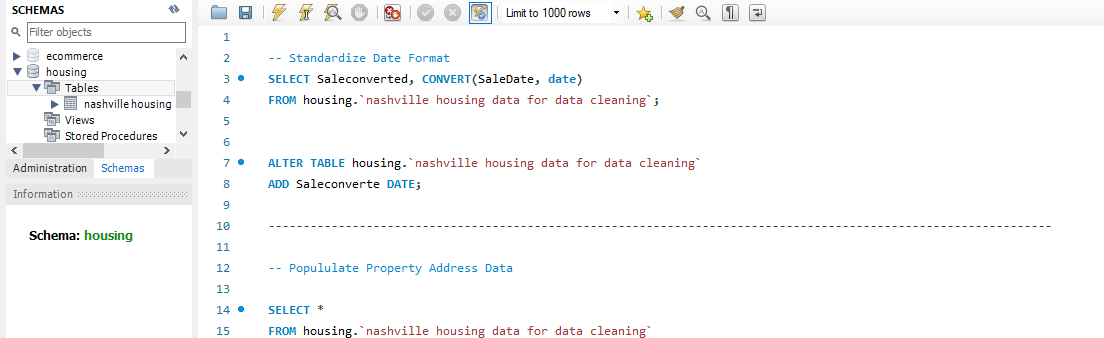 SCHEMAS
Filter objects
ecommerce
housing
Tables
nashville housing
Views
Stored Procedures
Administration Schemas
Information
Schema: housing
Limit to 1000 rows
1
2 -- Standardize Date Format
3 SELECT Saleconverted, CONVERT(SaleDate, date)
4 FROM housing.`nashville housing data for data cleaning`;
5
6
7 ALTER TABLE housing.`nashville housing data for data cleaning`
8 ADD Saleconverte DATE;
9
10 ----------------------------------------------------------------------------------------------------------------
11
12 -- Popululate Property Address Data
13
14 SELECT *
15 FROM housing.`nashville housing data for data cleaning`